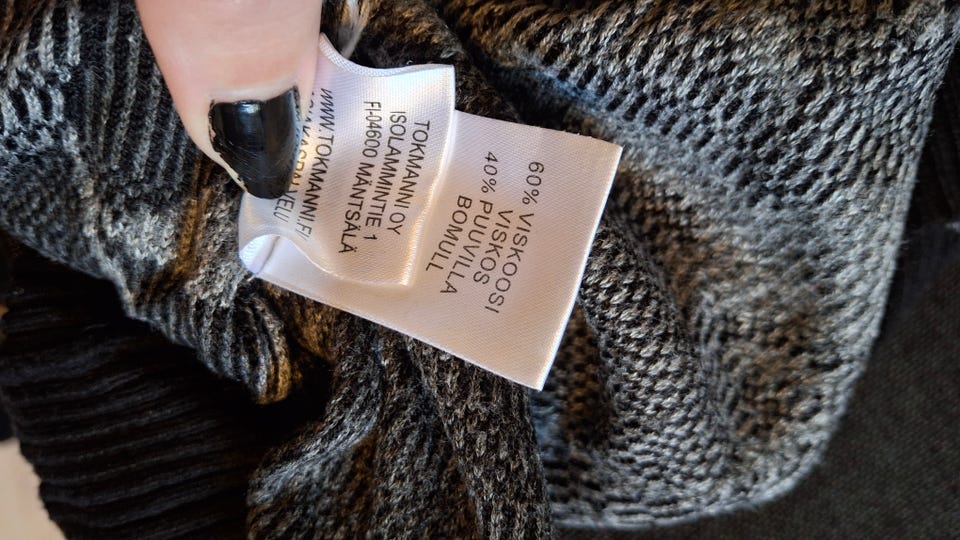 60% VISKOOSI
VISKOS
40% PUUVILLA
BOMULL
TOKMANNI OY
ISOLAMMINTIE 1
FI-04600 MÄNTSÄLÄ
WWW.TOKMANNI.FI